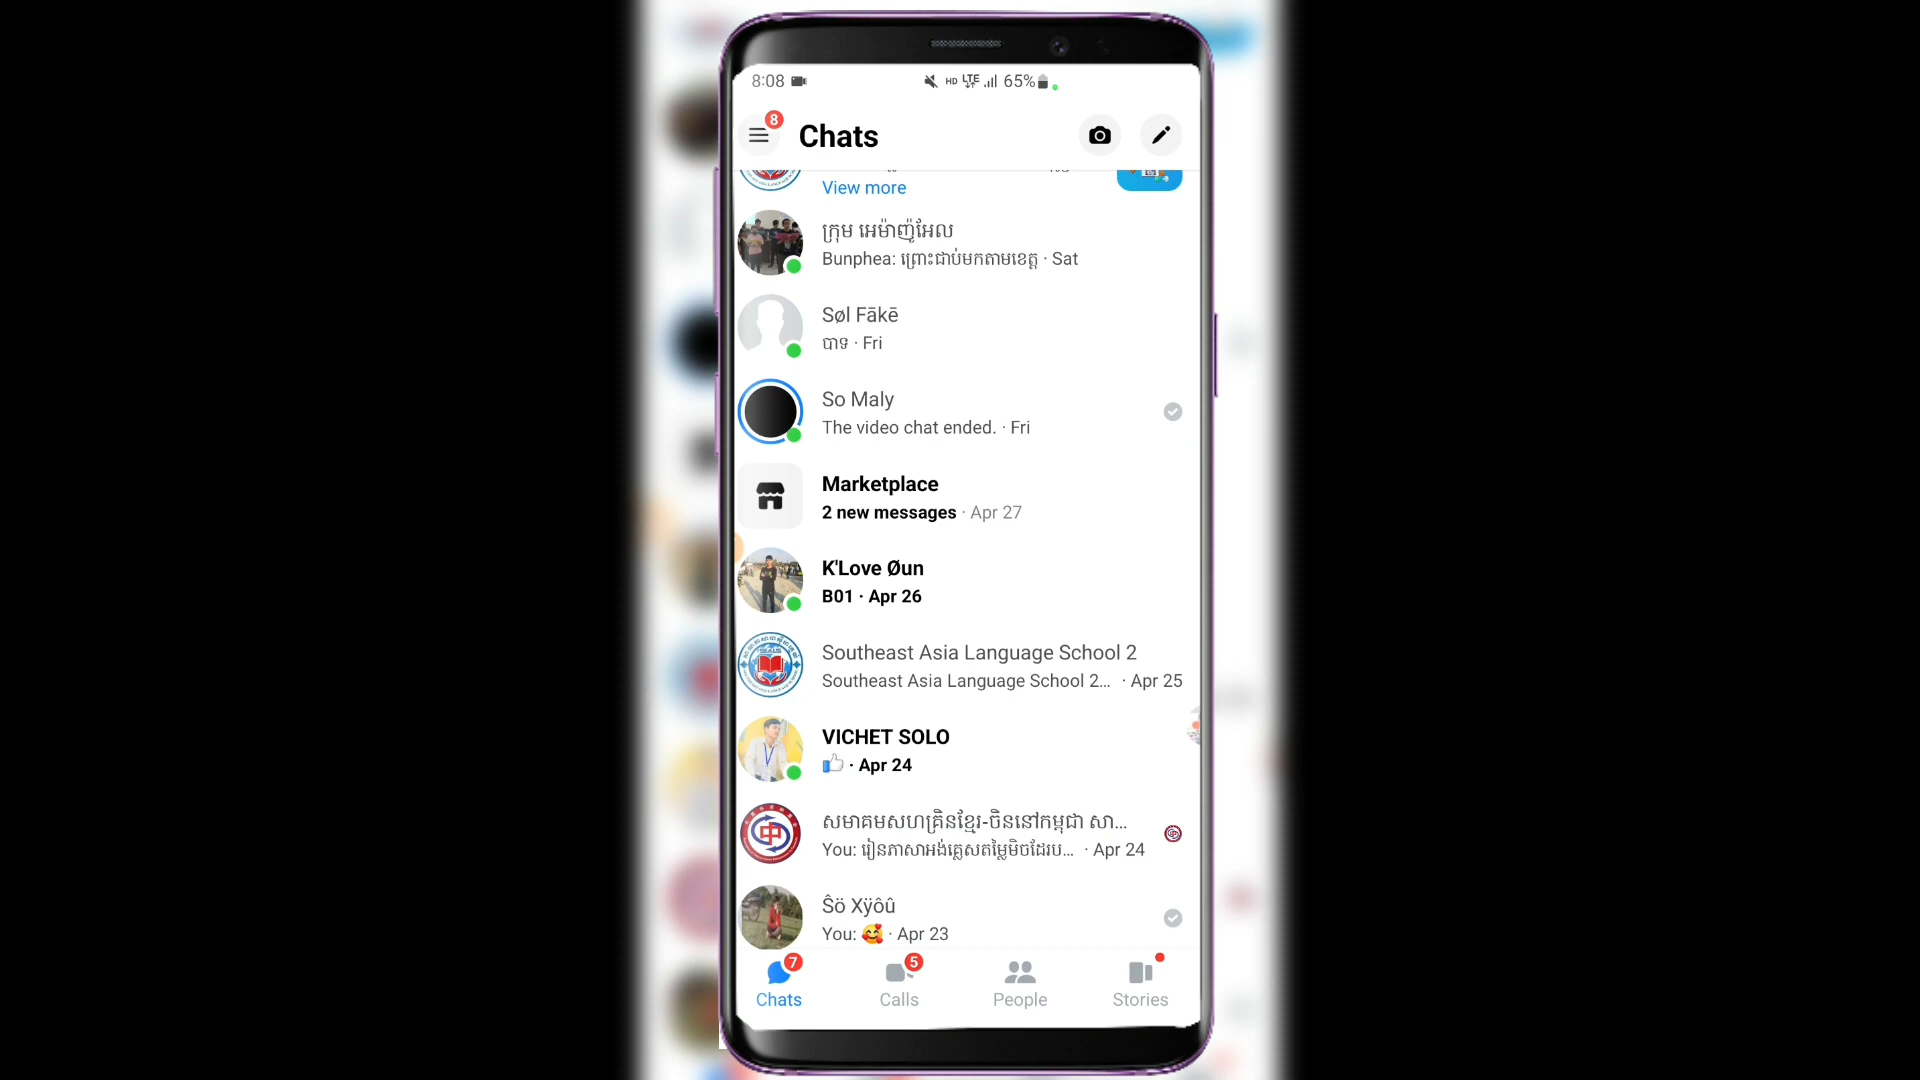 8:08
HD LTE 65%
8
Chats
View more
ក្រុម អេម៉ាញ៉ូអែល
Bunphea: ព្រោះជាប់មកតាមខេត្ត · Sat
Søl Fākē
បាទ · Fri
So Maly
The video chat ended. · Fri
Marketplace
2 new messages · Apr 27
K'Love Øun
B01 · Apr 26
Southeast Asia Language School 2
Southeast Asia Language School 2... · Apr 25
VICHET SOLO
· Apr 24
សមាគមសហគ្រិនខ្មែរ-ចិននៅកម្ពុជា សា...
You: រៀនភាសាអង់គ្លេសតម្លៃមិចដែរប... · Apr 24
Ŝö Xÿôû
You: 🥰 · Apr 23
7
5
Chats
Calls
People
Stories